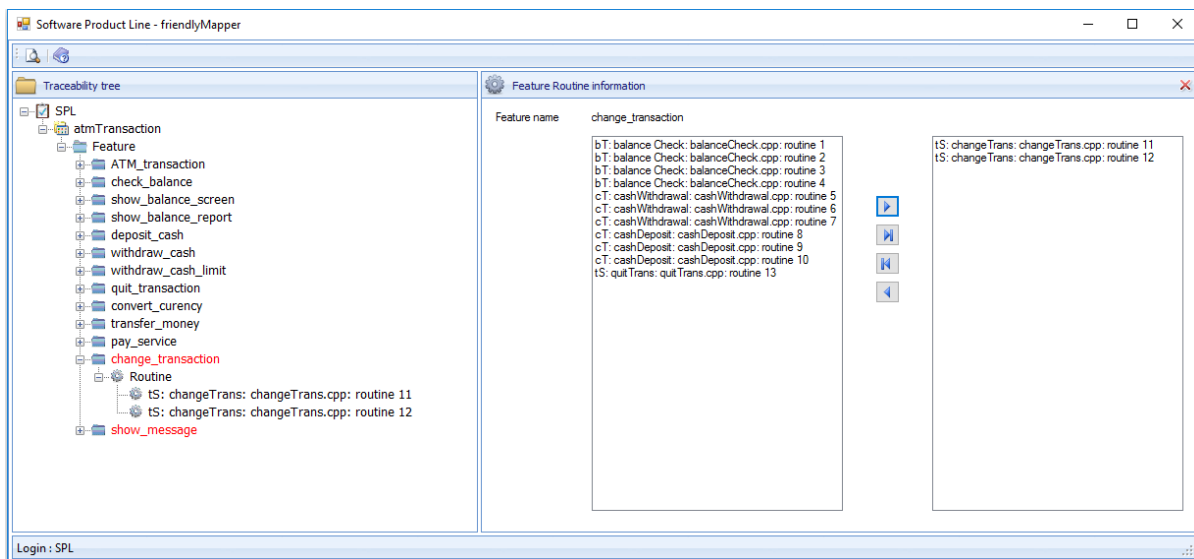 Software Product Line - friendlyMapper
Traceability tree
SPL
atmTransaction
Feature
ATM_transaction
check_balance
show_balance_screen
show_balance_report
deposit_cash
withdraw_cash
withdraw_cash_limit
quit_transaction
convert_curency
transfer_money
pay_service
change_transaction
Routine
tS: changeTrans: changeTrans.cpp: routine 11
tS: changeTrans: changeTrans.cpp: routine 12
show_message
Feature Routine information
Feature name change_transaction
bT: balance Check: balanceCheck.cpp: routine 1
bT: balance Check: balanceCheck.cpp: routine 2
bT: balance Check: balanceCheck.cpp: routine 3
bT: balance Check: balanceCheck.cpp: routine 4
cT: cashWithdrawal: cashWithdrawal.cpp: routine 5
cT: cashWithdrawal: cashWithdrawal.cpp: routine 6
cT: cashWithdrawal: cashWithdrawal.cpp: routine 7
cT: cashDeposit: cashDeposit.cpp: routine 8
cT: cashDeposit: cashDeposit.cpp: routine 9
cT: cashDeposit: cashDeposit.cpp: routine 10
tS: quitTrans: quitTrans.cpp: routine 13
tS: changeTrans: changeTrans.cpp: routine 11
tS: changeTrans: changeTrans.cpp: routine 12
Login : SPL